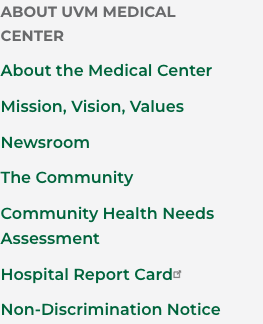 ABOUT UVM MEDICAL
CENTER
About the Medical Center
Mission, Vision, Values
Newsroom
The Community
Community Health Needs
Assessment
Hospital Report Card
Non-Discrimination Notice